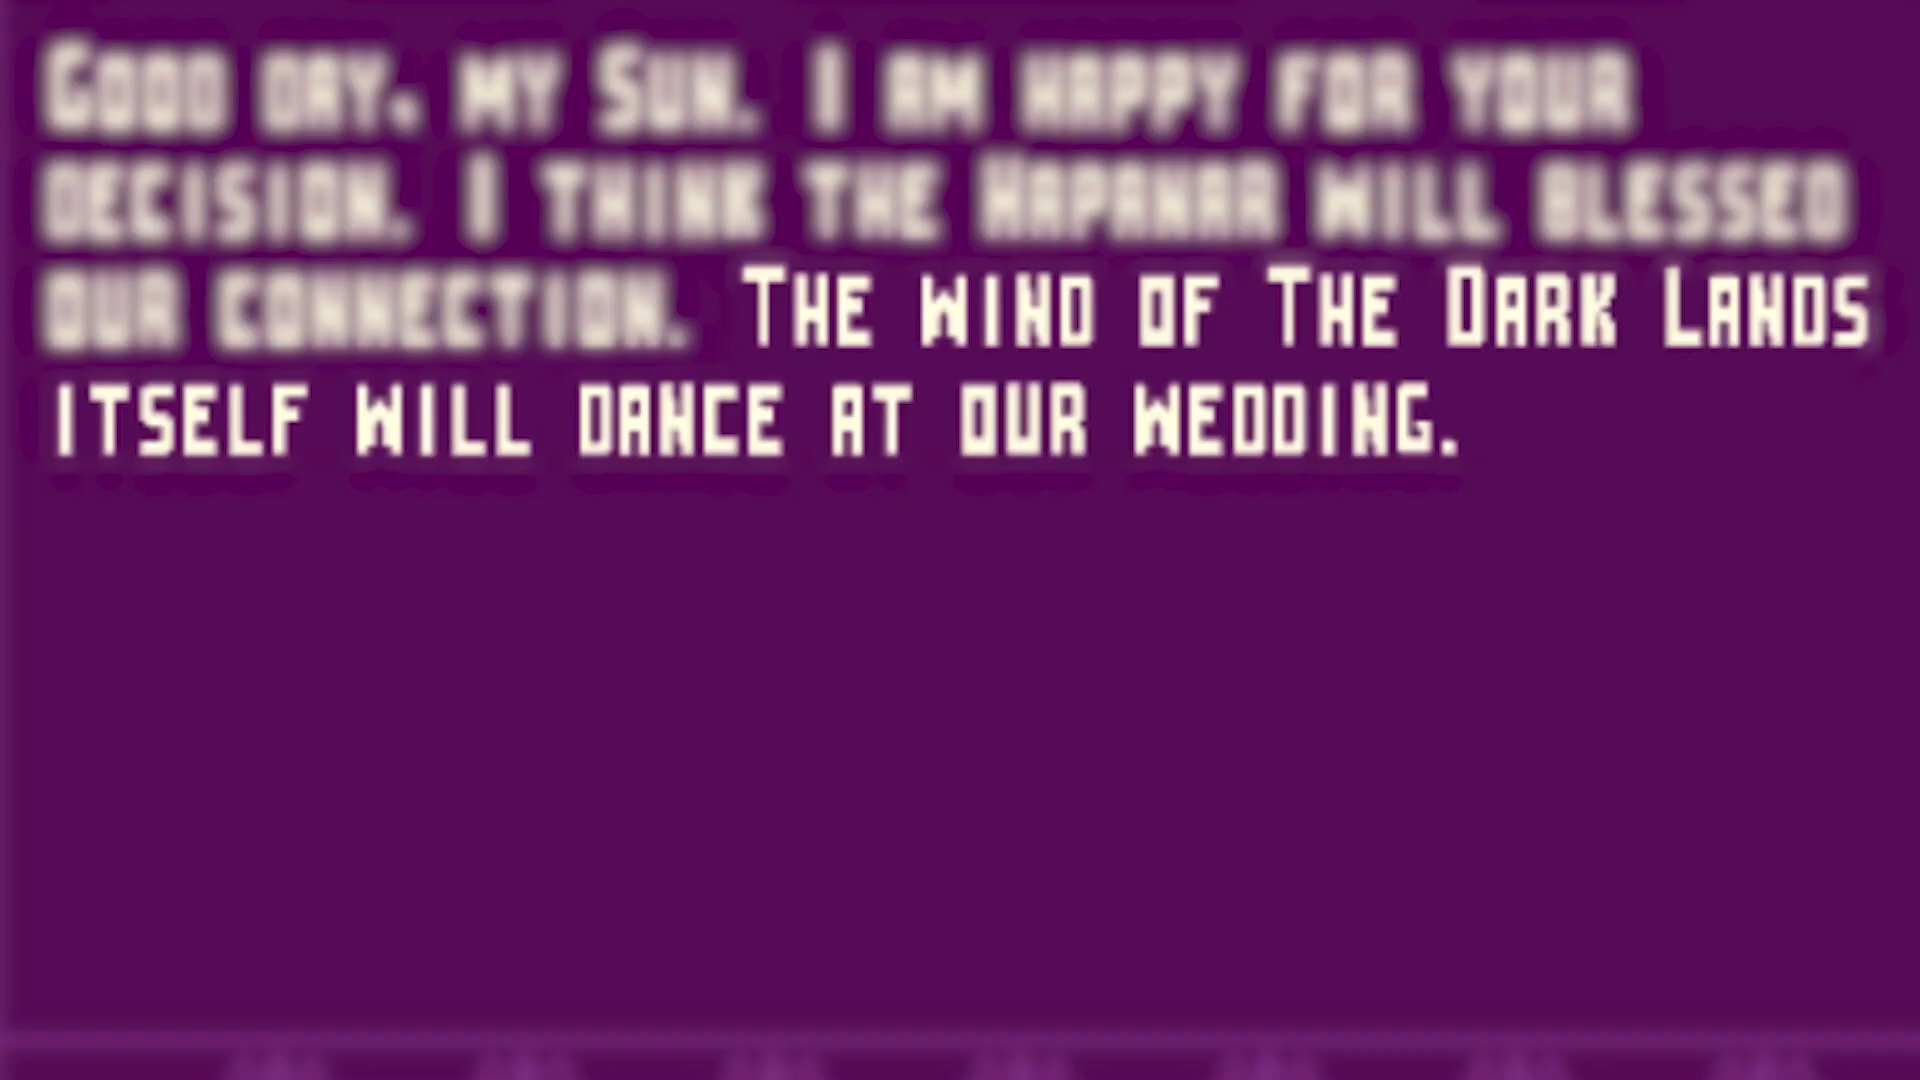 Good day, my Sun. I am happy for your
decision. I think the Hapanar will blessed
our connection. The wind of The Dark Lands
itself will dance at our wedding.